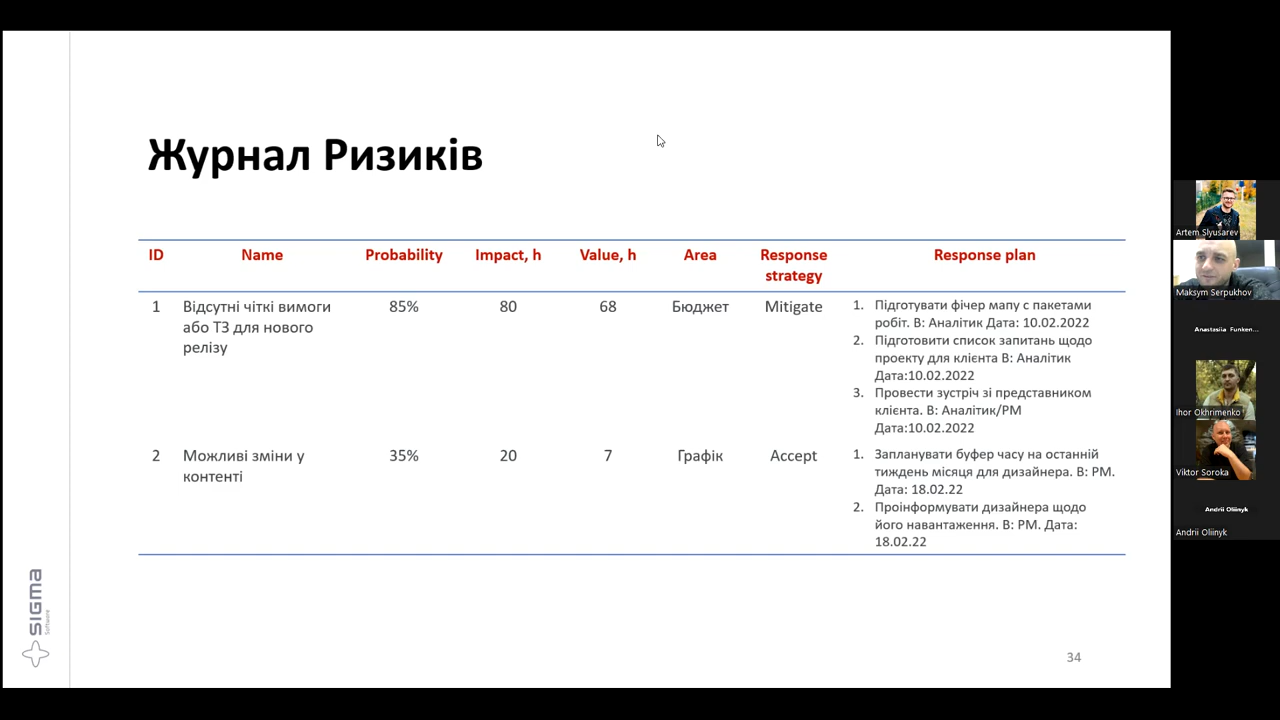 Журнал Ризиків
ID Name Probability Impact, h Value, h Area Response strategy Response plan
1 Відсутні чіткі вимоги або ТЗ для нового релізу 85% 80 68 Бюджет Mitigate
1. Підготувати фічер мапу с пакетами
робіт. В: Аналітик Дата: 10.02.2022
2. Підготовити список запитань щодо
проекту для клієнта В: Аналітик
Дата:10.02.2022
3. Провести зустріч зі представником
клієнта. В: Аналітик/PM
Дата:10.02.2022
2 Можливі зміни у контенті 35% 20 7 Графік Accept
1. Запланувати буфер часу на останній
тиждень місяця для дизайнера. В: PM.
Дата: 18.02.22
2. Проінформувати дизайнера щодо
його навантаження. В: PM. Дата:
18.02.22
34
SIGMA
Software
Artem Slyusarev
Maksym Serpukhov
Anastasiia Funken...
Ihor Okhrimenko
Viktor Soroka
Andrii Oliinyk
Andrii Oliinyk